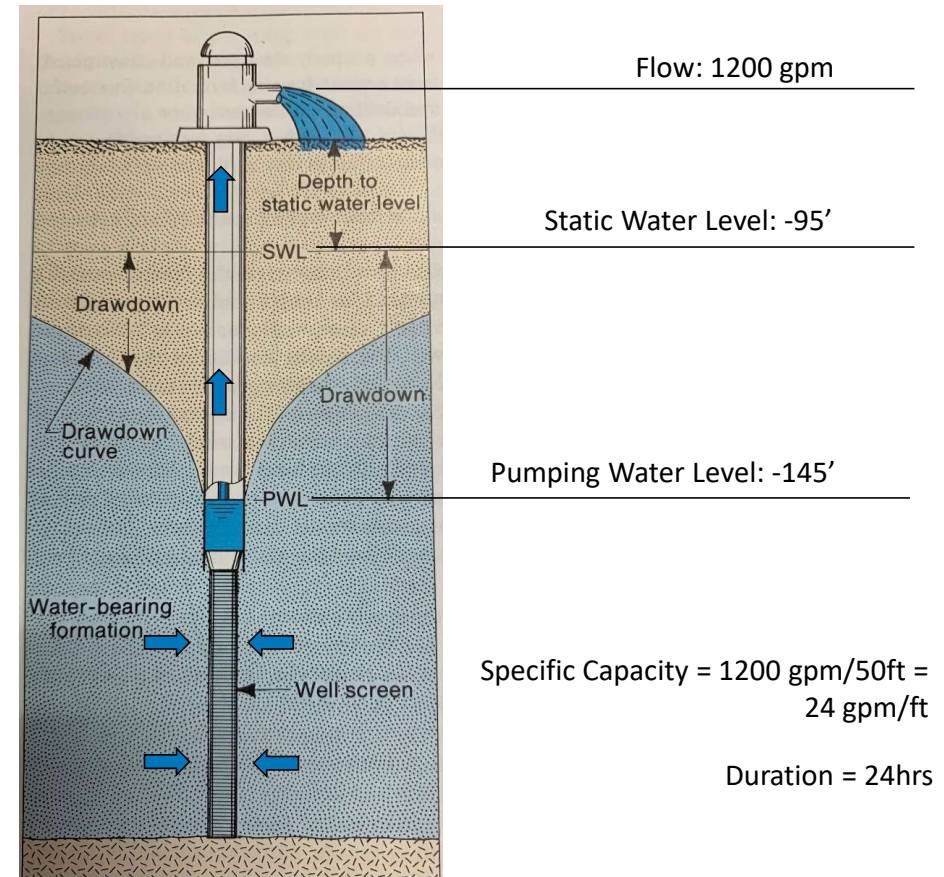 Flow: 1200 gpm
Depth to
static water level
Static Water Level: -95’
SWL
Drawdown
Drawdown
Drawdown
curve
Pumping Water Level: -145’
PWL
Water-bearing
formation
Well screen
Specific Capacity = 1200 gpm/50ft =
24 gpm/ft
Duration = 24hrs